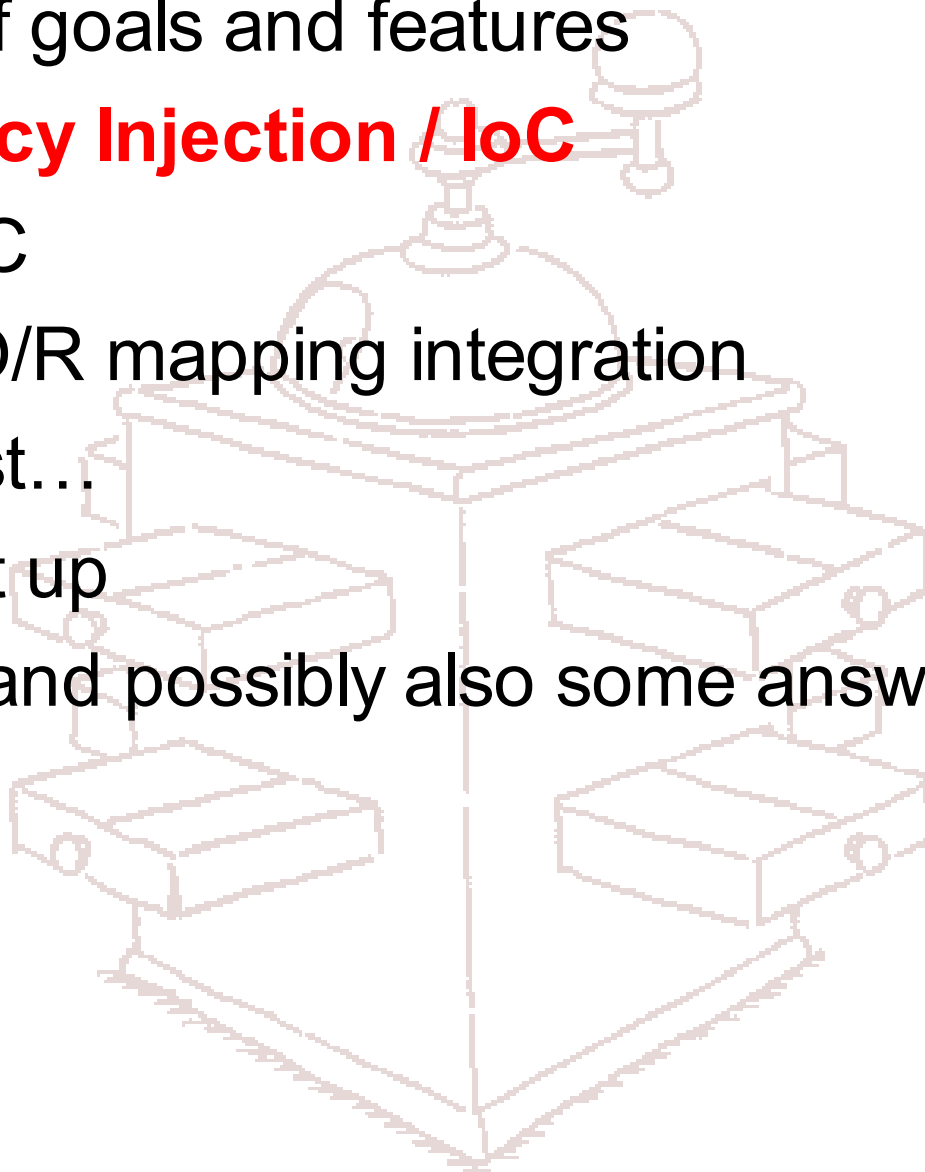 f goals and features
cy Injection / IoC
C
O/R mapping integration
st…
t up
and possibly also some answ